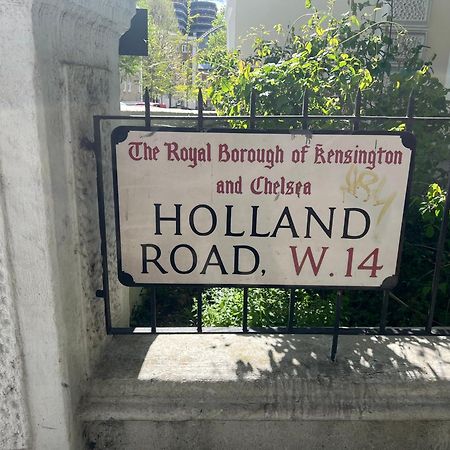 The Royal Borough of Kensington
and Chelsea
HOLLAND
ROAD, W. 14